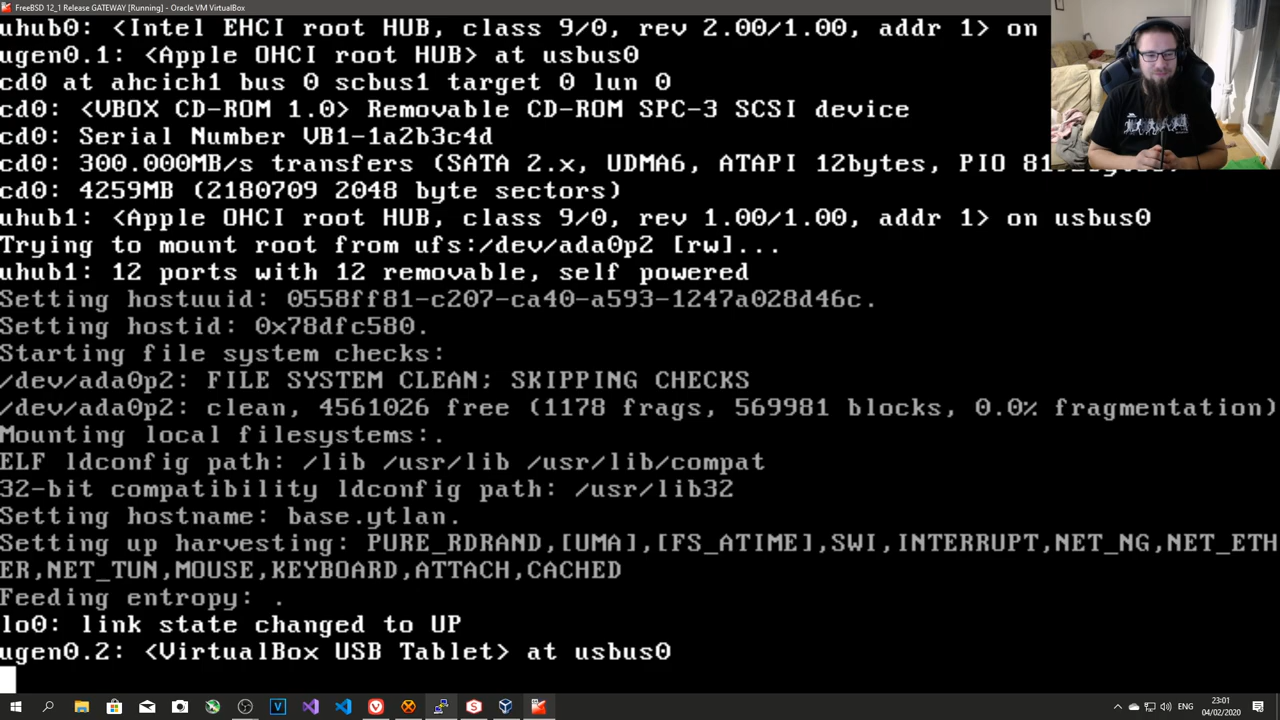 FreeBSD 12_1 Release GATEWAY [Running] - Oracle VM VirtualBox
uhub0: <Intel EHCI root HUB, class 9/0, rev 2.00/1.00, addr 1> on
ugen0.1: <Apple OHCI root HUB> at usbus0
cd0 at ahcich1 bus 0 scbus1 target 0 lun 0
cd0: <VBOX CD-ROM 1.0> Removable CD-ROM SPC-3 SCSI device
cd0: Serial Number VB1-1a2b3c4d
cd0: 300.000MB/s transfers (SATA 2.x, UDMA6, ATAPI 12bytes, PIO
cd0: 4259MB (2180709 2048 byte sectors)
uhub1: <Apple OHCI root HUB, class 9/0, rev 1.00/1.00, addr 1> on usbus0
Trying to mount root from ufs:/dev/ada0p2 [rw]...
uhub1: 12 ports with 12 removable, self powered
Setting hostuuid: 0558ff81-c207-ca40-a593-1247a028d46c.
Setting hostid: 0x78dfc580.
Starting file system checks:
/dev/ada0p2: FILE SYSTEM CLEAN; SKIPPING CHECKS
/dev/ada0p2: clean, 4561026 free (1178 frags, 569981 blocks, 0.0% fragmentation)
Mounting local filesystems:.
ELF ldconfig path: /lib /usr/lib /usr/lib/compat
32-bit compatibility ldconfig path: /usr/lib32
Setting hostname: base.ytlan.
Setting up harvesting: PURE_RDRAND,[UMA],[FS_ATIME],SWI,INTERRUPT,NET_NG,NET_ETH
ER,NET_TUN,MOUSE,KEYBOARD,ATTACH,CACHED
Feeding entropy: .
lo0: link state changed to UP
ugen0.2: <VirtualBox USB Tablet> at usbus0
ENG
23:01
04/02/2020